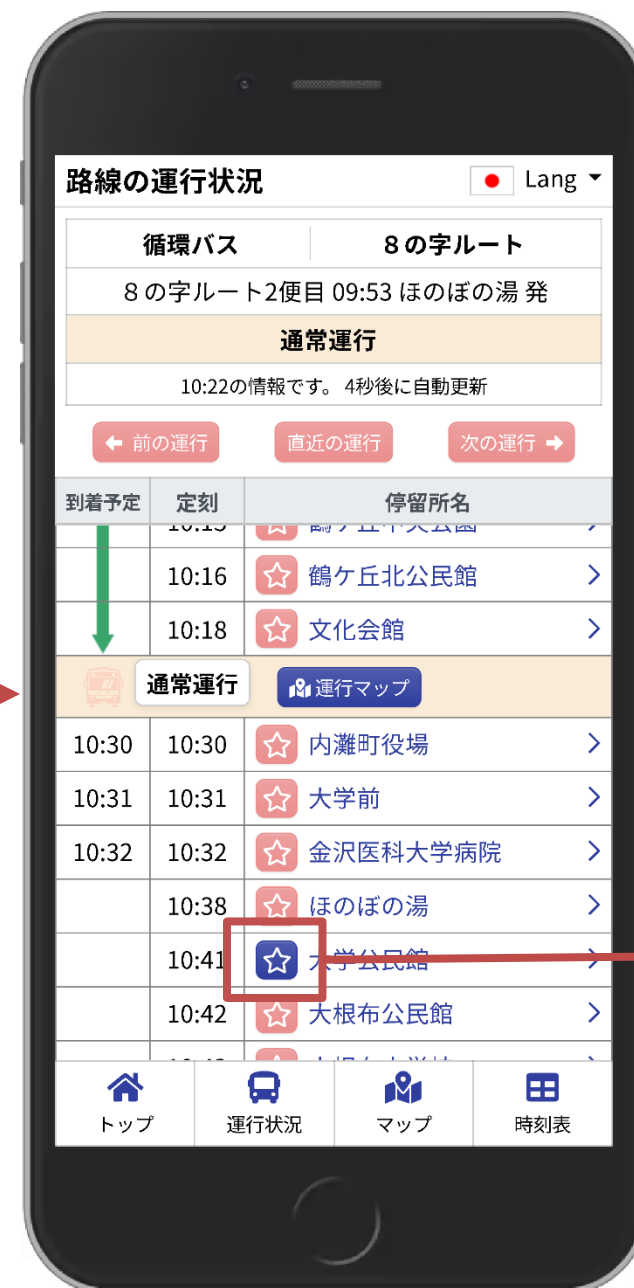 路線の運行状況 Lang
循環バス 8の字ルート
8の字ルート2便目 09:53 ほのぼの湯 発
通常運行
10:22の情報です。 4秒後に自動更新
前の運行 直近の運行 次の運行
到着予定 定刻 停留所名
10:16 鶴ケ丘北公民館
10:18 文化会館
通常運行 運行マップ
10:30 10:30 内灘町役場
10:31 10:31 大学前
10:32 10:32 金沢医科大学病院
10:38 ほのぼの湯
10:41 大学公民館
10:42 大根布公民館
トップ 運行状況 マップ 時刻表